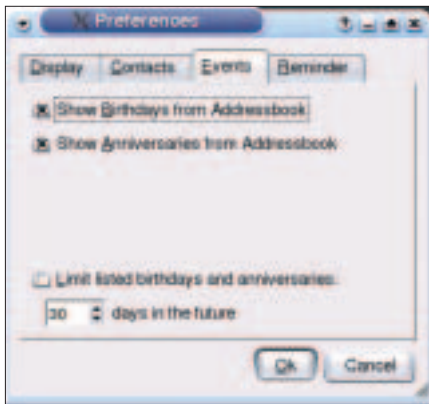 Preferences
Display Contacts Events Reminder
Show Birthdays from Addressbook
Show Anniversaries from Addressbook
Limit listed birthdays and anniversaries:
30 days in the future
Ok Cancel